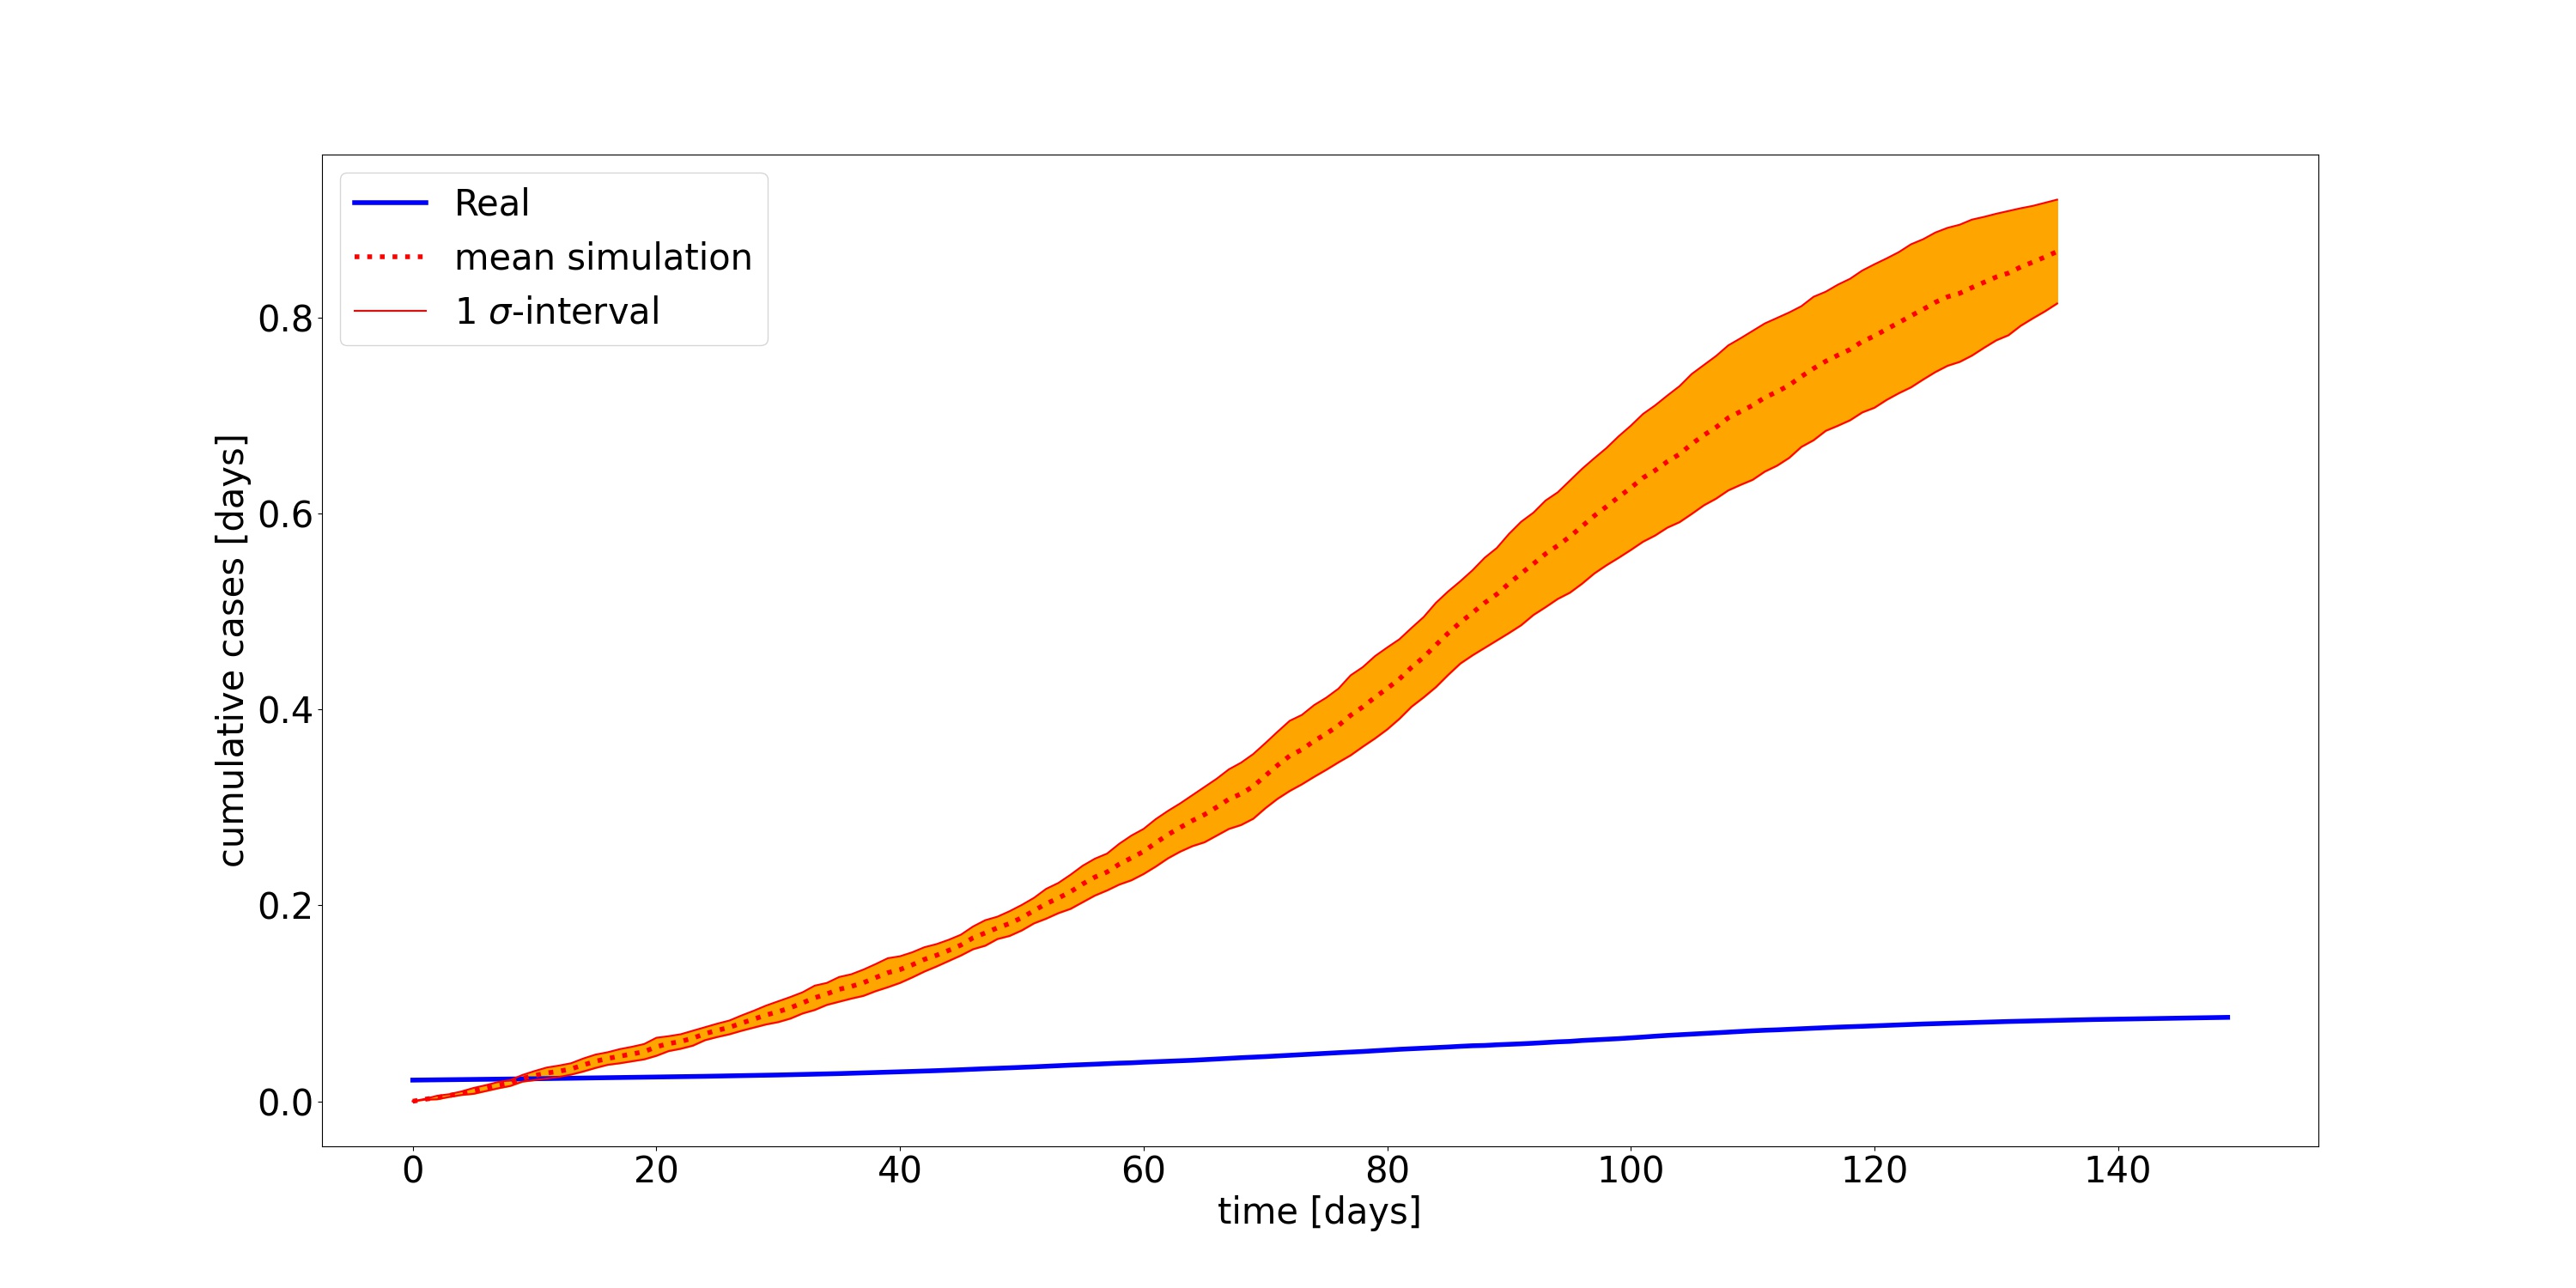 Real
mean simulation
1 σ-interval
0.8
0.6
0.4
0.2
0.0
cumulative cases [days]
0 20 40 60 80 100 120 140
time [days]